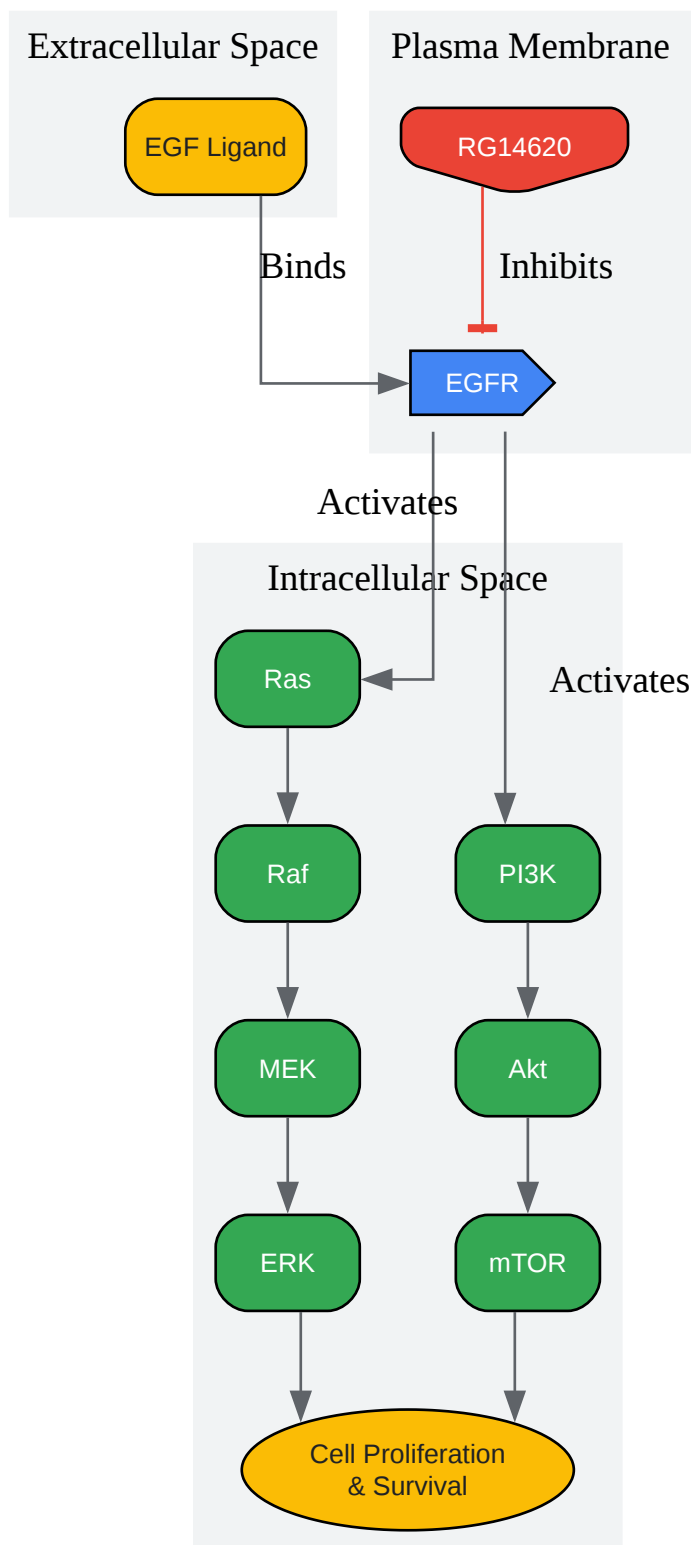 Extracellular Space
Plasma Membrane
EGF Ligand
RG14620
Binds
Inhibits
EGFR
Activates
Intracellular Space
Ras
Activates
Raf
PI3K
MEK
Akt
ERK
mTOR
Cell Proliferation
& Survival